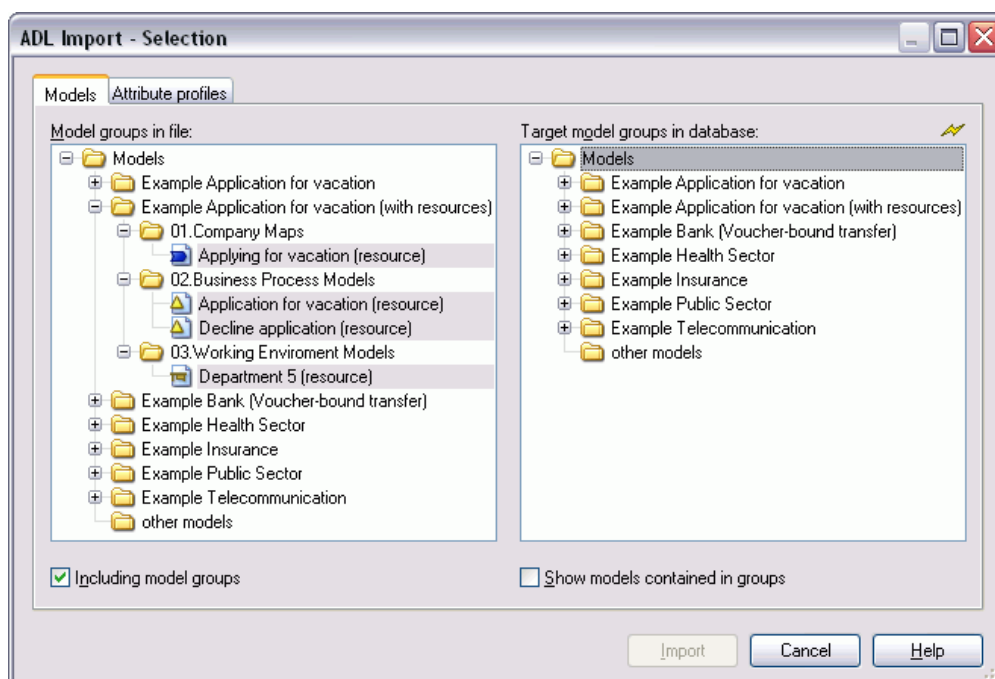 ADL Import - Selection
Models
Attribute profiles
Model groups in file:
Models
Example Application for vacation
Example Application for vacation (with resources)
01.Company Maps
Applying for vacation (resource)
02.Business Process Models
Application for vacation (resource)
Decline application (resource)
03.Working Enviroment Models
Department 5 (resource)
Example Bank (Voucher-bound transfer)
Example Health Sector
Example Insurance
Example Public Sector
Example Telecommunication
other models
Including model groups
Target model groups in database:
Models
Example Application for vacation
Example Application for vacation (with resources)
Example Bank (Voucher-bound transfer)
Example Health Sector
Example Insurance
Example Public Sector
Example Telecommunication
other models
Show models contained in groups
Import
Cancel
Help